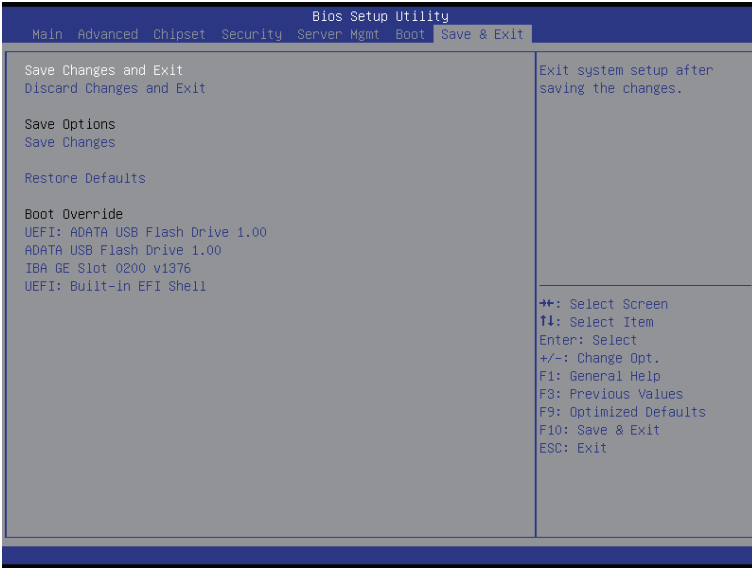 Bios Setup Utility
Main Advanced Chipset Security Server Mgmt Boot Save & Exit
Save Changes and Exit
Discard Changes and Exit
Save Options
Save Changes
Restore Defaults
Boot Override
UEFI: ADATA USB Flash Drive 1.00
ADATA USB Flash Drive 1.00
IBA GE Slot 0200 v1376
UEFI: Built-in EFI Shell
Exit system setup after
saving the changes.
→←: Select Screen
↑↓: Select Item
Enter: Select
+/-: Change Opt.
F1: General Help
F3: Previous Values
F9: Optimized Defaults
F10: Save & Exit
ESC: Exit